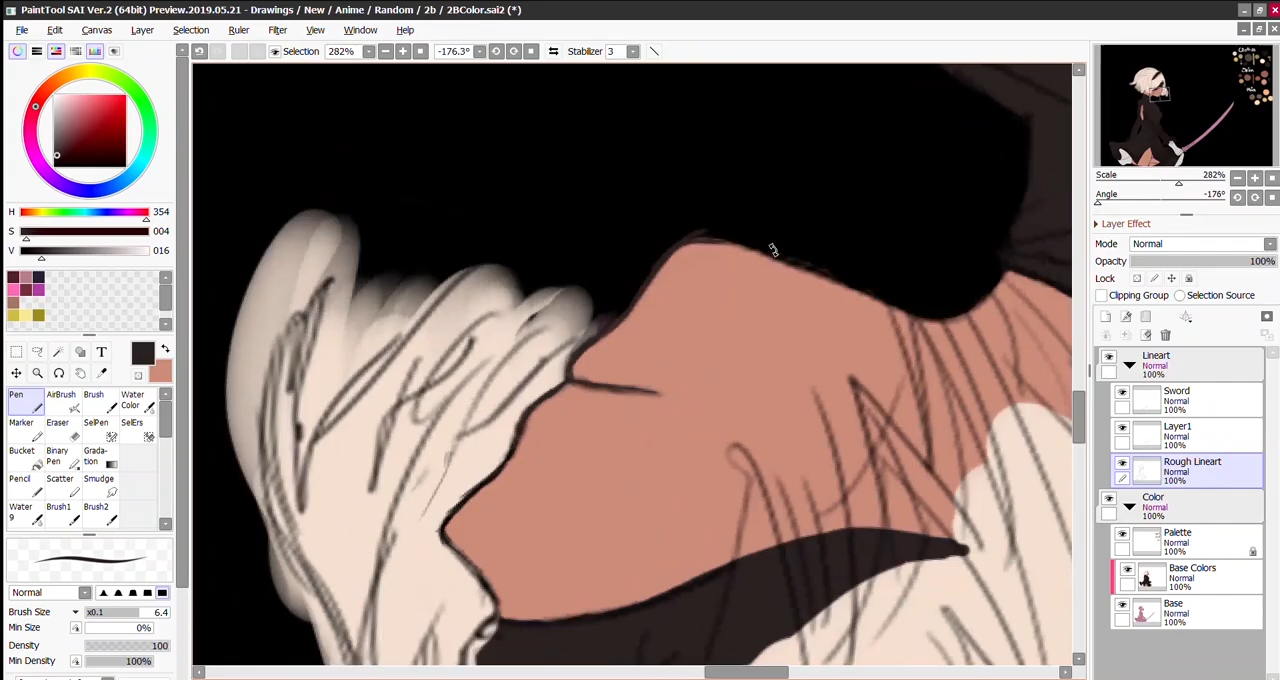 PaintTool SAI Ver.2 (64bit) Preview.2019.05.21 - Drawings / New / Anime / Random / 2b / 2BColor.sai2 (*)
File Edit Canvas Layer Selection Ruler Filter View Window Help
Selection 282% -176.3° Stabilizer 3
Scale 282%
Angle -176°
Layer Effect
Mode Normal
Opacity 100%
Lock
Clipping Group Selection Source
H 354
S 004
V 016
T
Pen AirBrush Brush Water Color
Marker Eraser SelPen SelErs
Bucket Binary Pen Gradation
Pencil Scatter Smudge
Water 9 Brush1 Brush2
Normal
Brush Size x0.1 6.4
Min Size 0%
Density 100
Min Density 100%
Lineart
Normal
100%
Sword
Normal
100%
Layer1
Normal
100%
Rough Lineart
Normal
100%
Color
Normal
100%
Palette
Normal
100%
Base Colors
Normal
100%
Base
Normal
100%